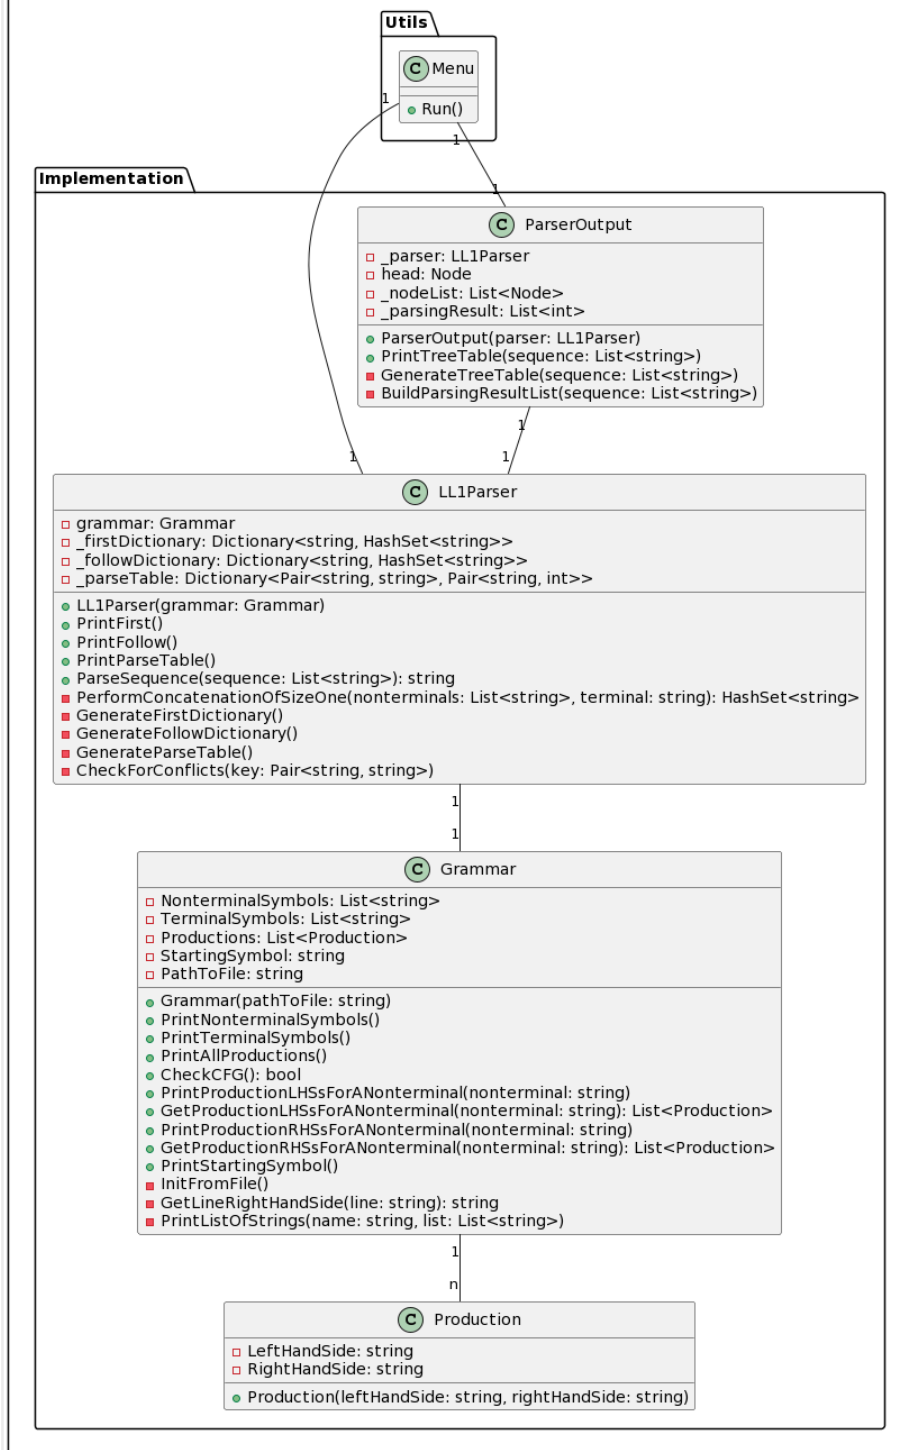 Utils
C Menu
Run()
1
1
Implementation
1
C ParserOutput
_parser: LL1Parser
head: Node
_nodeList: List<Node>
_parsingResult: List<int>
ParserOutput(parser: LL1Parser)
PrintTreeTable(sequence: List<string>)
GenerateTreeTable(sequence: List<string>)
BuildParsingResultList(sequence: List<string>)
1
1 1
C LL1Parser
grammar: Grammar
_firstDictionary: Dictionary<string, HashSet<string>>
_followDictionary: Dictionary<string, HashSet<string>>
_parseTable: Dictionary<Pair<string, string>, Pair<string, int>>
LL1Parser(grammar: Grammar)
PrintFirst()
PrintFollow()
PrintParseTable()
ParseSequence(sequence: List<string>): string
PerformConcatenationOfSizeOne(nonterminals: List<string>, terminal: string): HashSet<string>
GenerateFirstDictionary()
GenerateFollowDictionary()
GenerateParseTable()
CheckForConflicts(key: Pair<string, string>)
1
1
C Grammar
NonterminalSymbols: List<string>
TerminalSymbols: List<string>
Productions: List<Production>
StartingSymbol: string
PathToFile: string
Grammar(pathToFile: string)
PrintNonterminalSymbols()
PrintTerminalSymbols()
PrintAllProductions()
CheckCFG(): bool
PrintProductionLHSsForANonterminal(nonterminal: string)
GetProductionLHSsForANonterminal(nonterminal: string): List<Production>
PrintProductionRHSsForANonterminal(nonterminal: string)
GetProductionRHSsForANonterminal(nonterminal: string): List<Production>
PrintStartingSymbol()
InitFromFile()
GetLineRightHandSide(line: string): string
PrintListOfStrings(name: string, list: List<string>)
1
n
C Production
LeftHandSide: string
RightHandSide: string
Production(leftHandSide: string, rightHandSide: string)